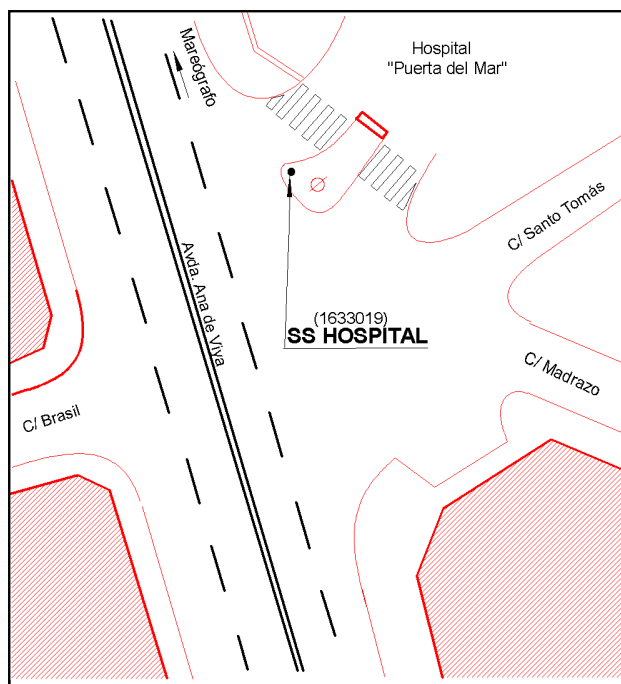 Hospital
"Puerta del Mar"
Mareógrafo
C/ Santo Tomás
Avda. Ana de Viya
(1633019)
SS HOSPITAL
C/ Madrazo
C/ Brasil